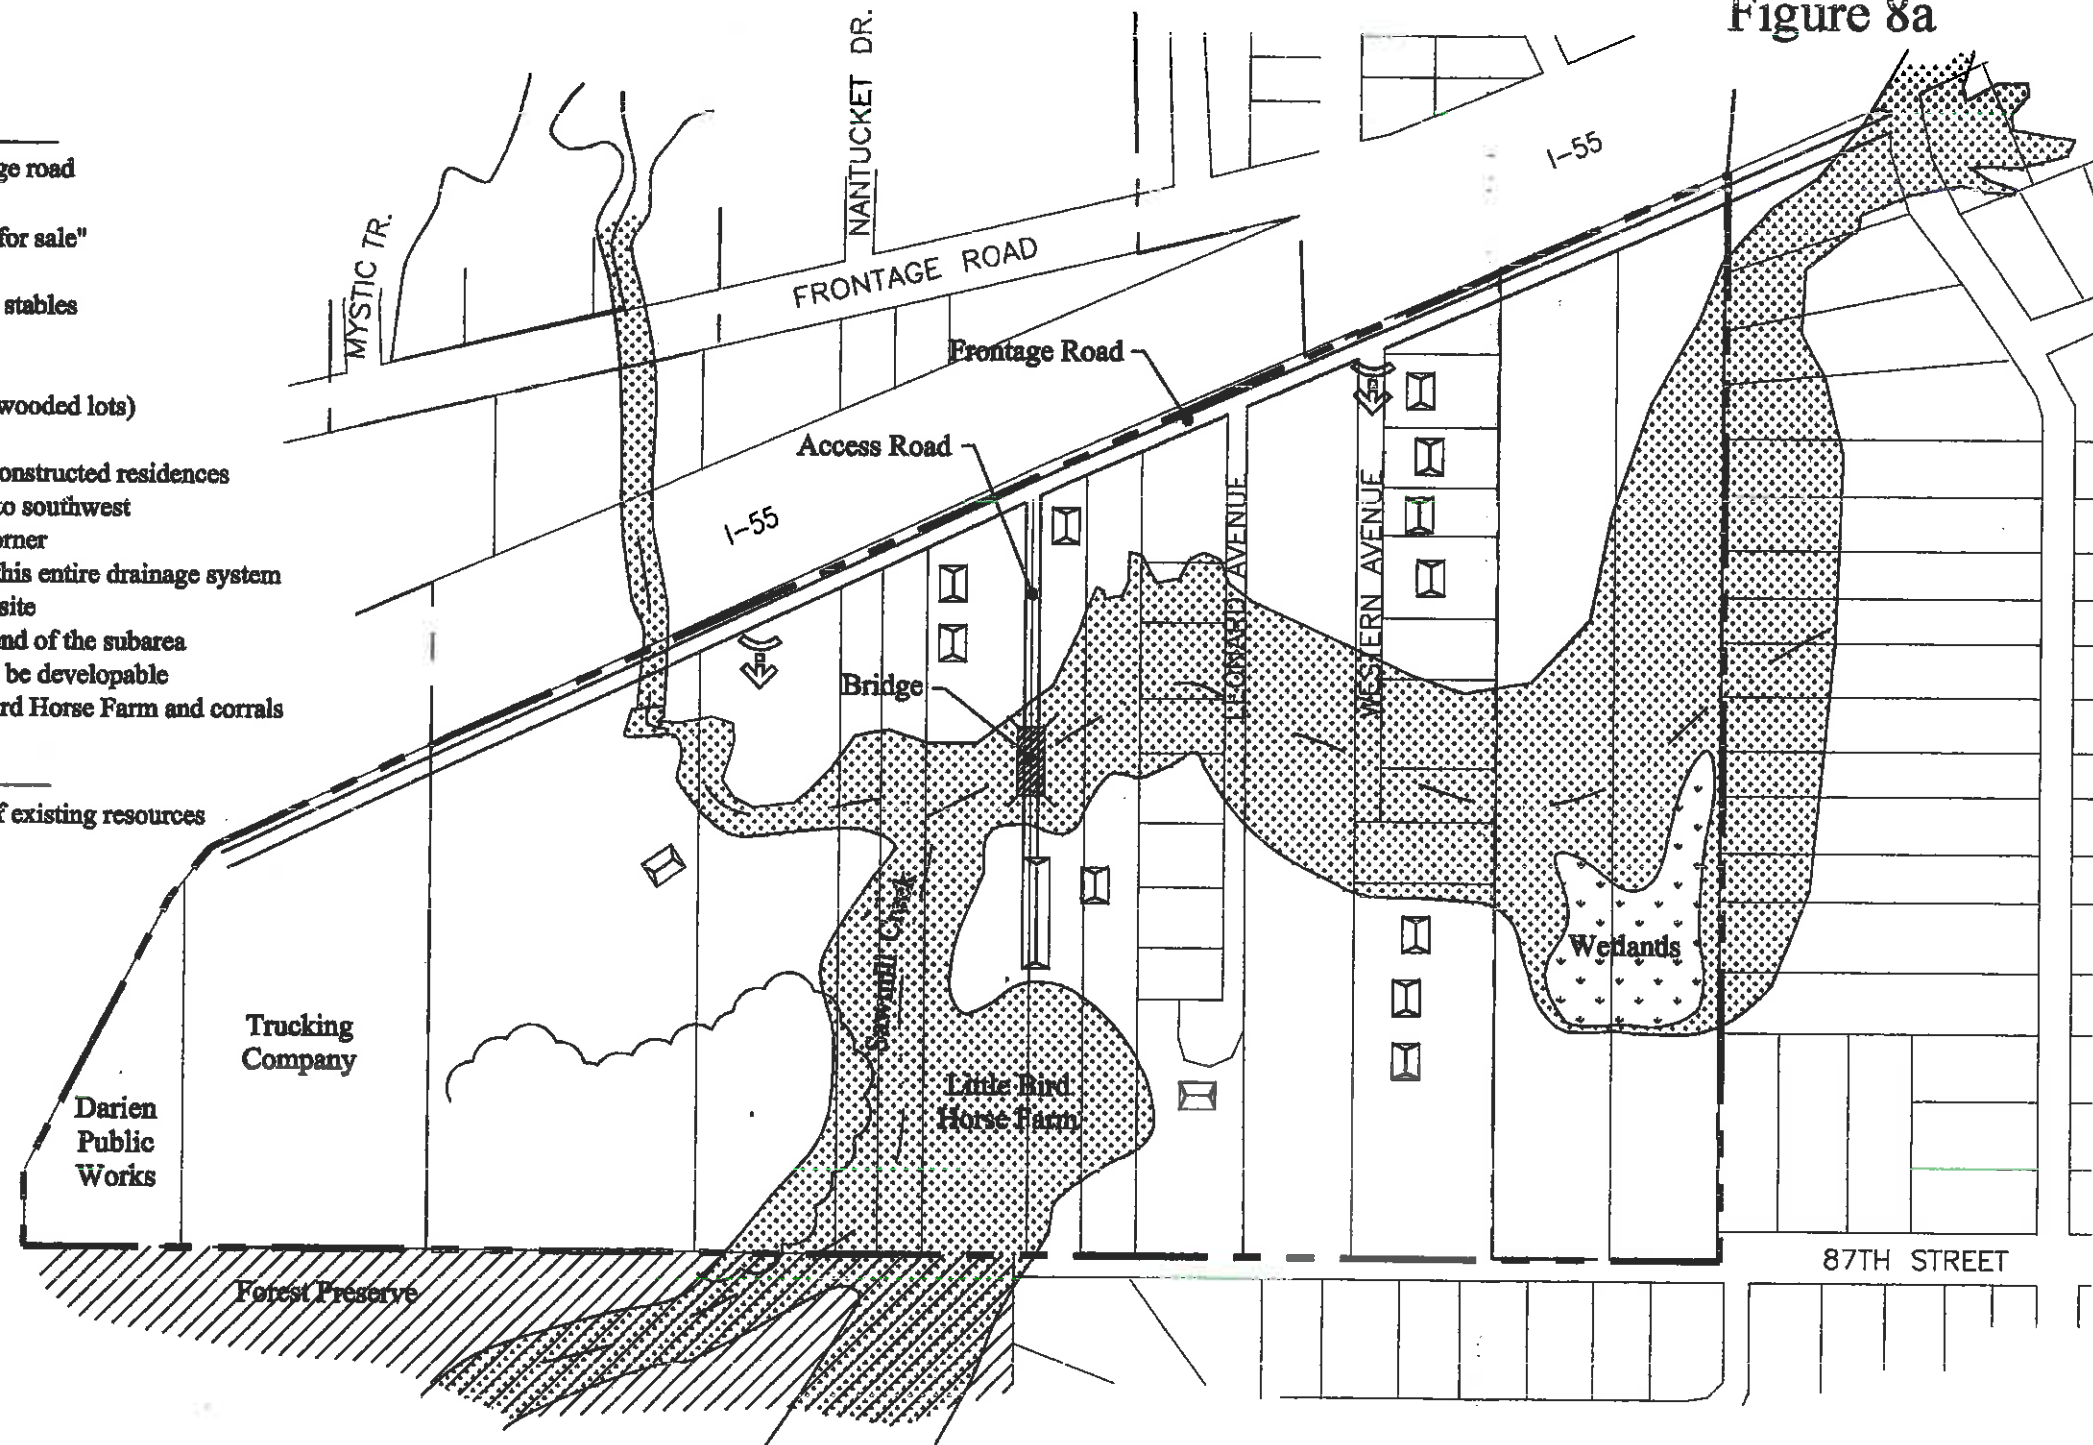 Figure 8a
ge road
for sale"
stables
wooded lots)
onstructed residences
to southwest
orner
his entire drainage system
site
nd of the subarea
be developable
rd Horse Farm and corrals
f existing resources
MYSTIC TR.
NANTUCKET DR.
FRONTAGE ROAD
I-55
Frontage Road
Access Road
I-55
LEONARD AVENUE
WESTERN AVENUE
Bridge
Sawmill Creek
Wetlands
Trucking
Company
Little Bird
Horse Farm
Darien
Public
Works
87TH STREET
Forest Preserve